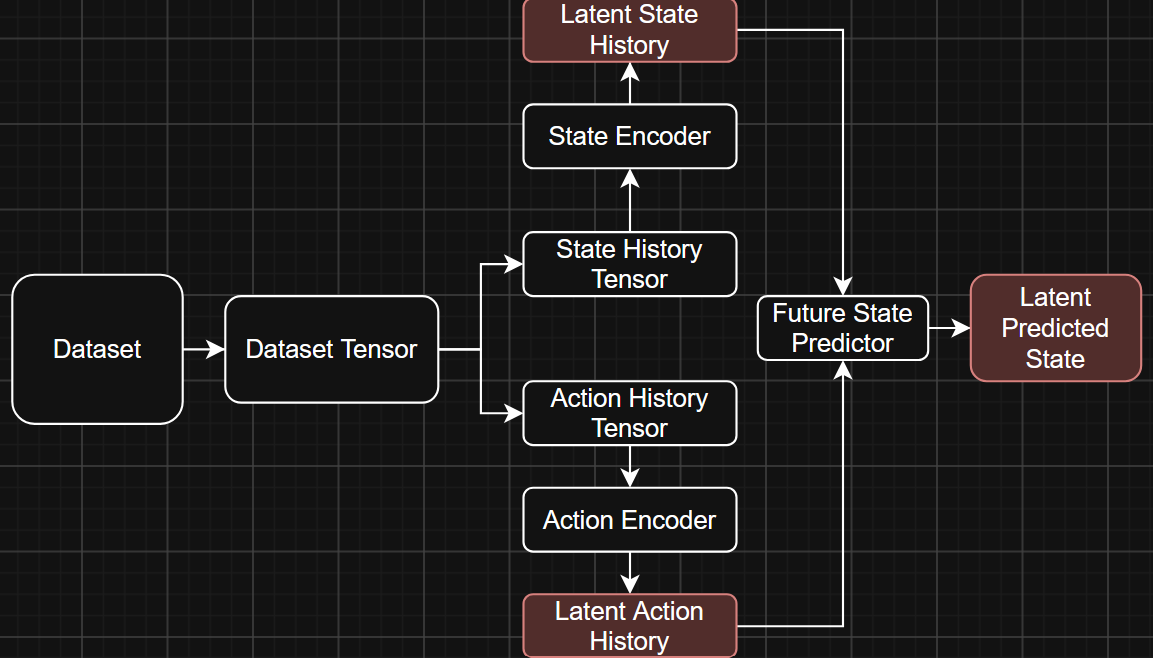 Latent State
History
State Encoder
State History
Tensor
Dataset
Dataset Tensor
Future State
Predictor
Latent
Predicted
State
Action History
Tensor
Action Encoder
Latent Action
History